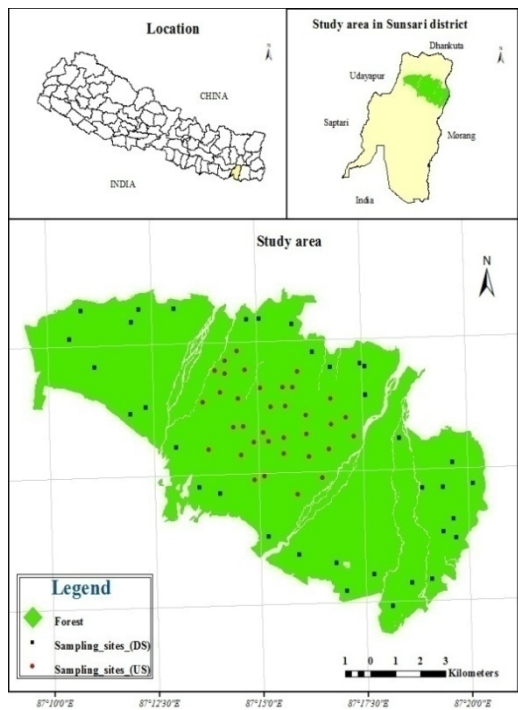 Location
N
CHINA
INDIA
Study area in Sunsari district
Dhankuta
N
Udayapur
Saptari
Morang
India
Study area
N
Legend
Forest
Sampling_sites_(DS)
Sampling_sites_(US)
1 0 1 2 3
Kilometers
87°10'0"E 87°12'30"E 87°15'0"E 87°17'30"E 87°20'0"E